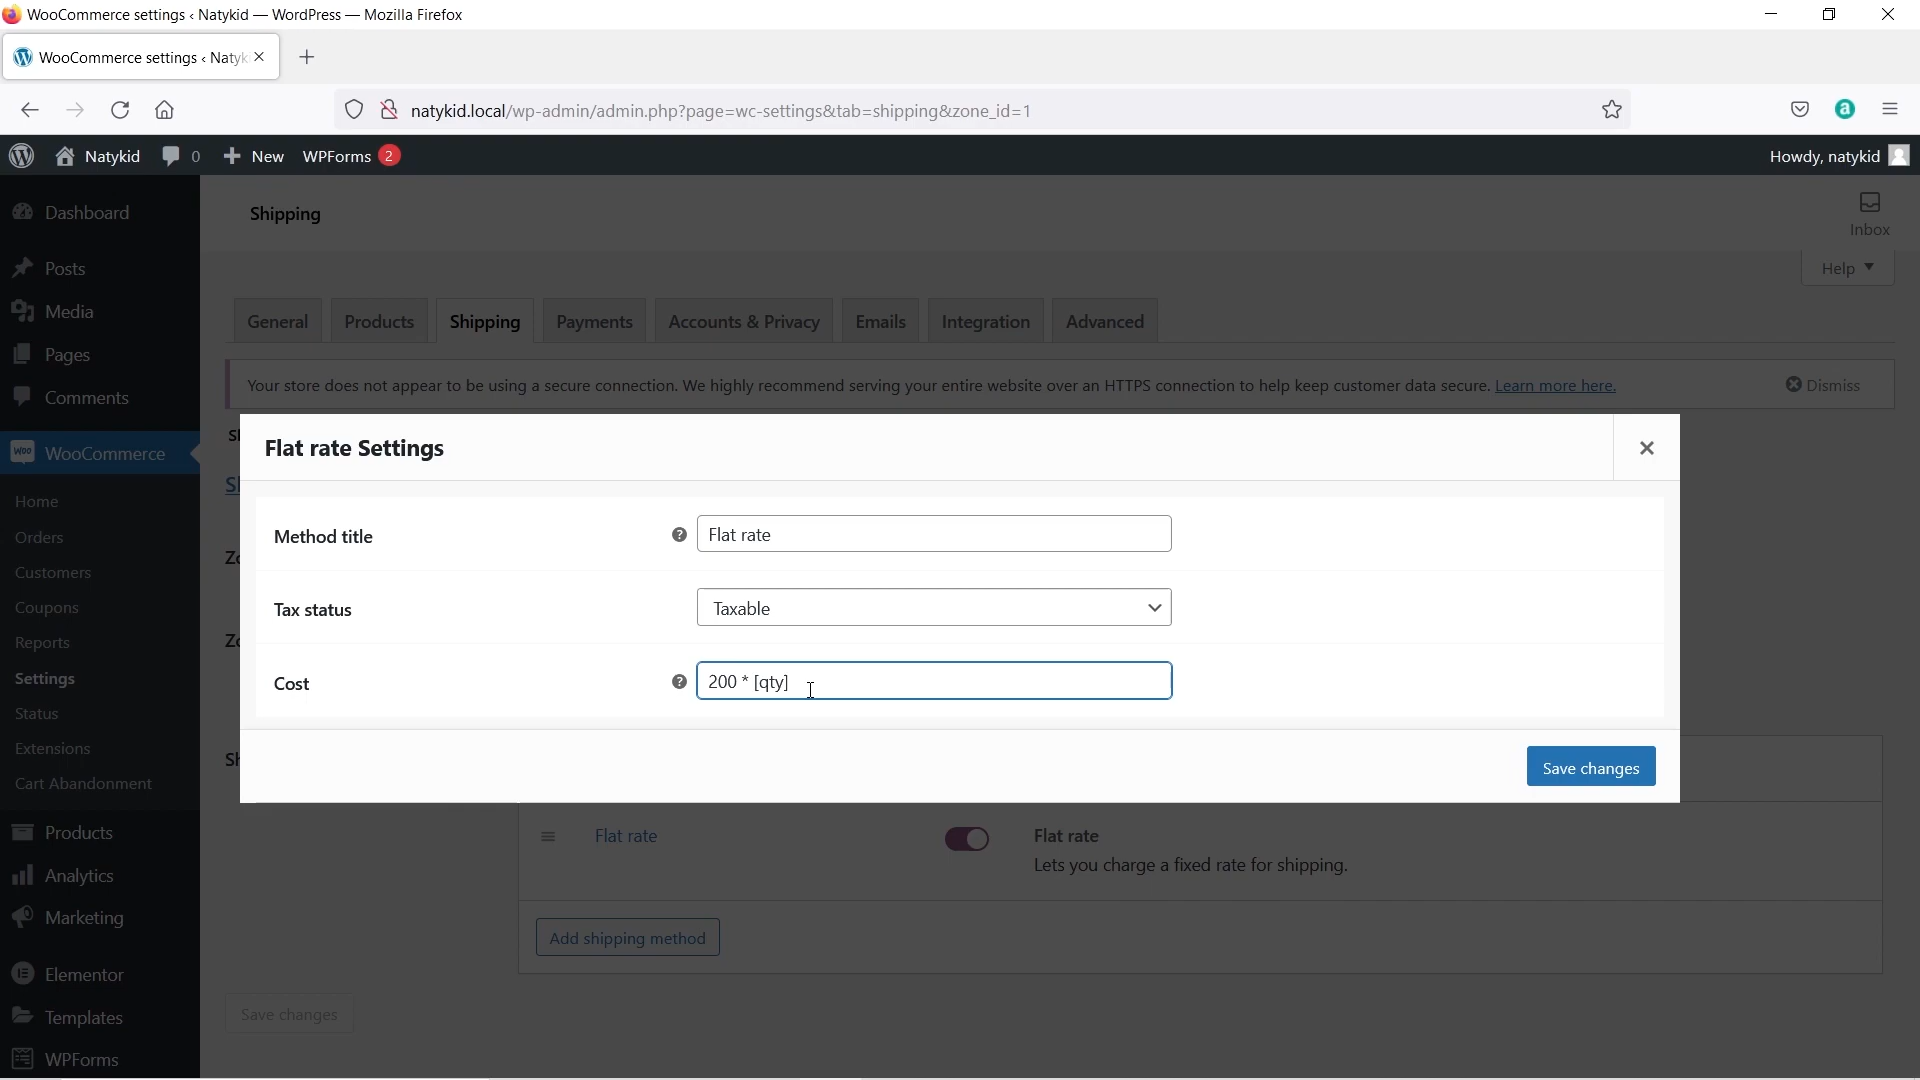 WooCommerce settings ‹ Natykid — WordPress — Mozilla Firefox
WooCommerce settings ‹ Natyk
natykid.local/wp-admin/admin.php?page=wc-settings&tab=shipping&zone_id=1
Natykid 0 New WPForms 2 Howdy, natykid
Dashboard
Posts
Media
Pages
Comments
WooCommerce
Home
Orders
Customers
Coupons
Reports
Settings
Status
Extensions
Cart Abandonment
Products
Analytics
Marketing
Elementor
Templates
WPForms
Shipping
Inbox
Help
General Products Shipping Payments Accounts & Privacy Emails Integration Advanced
Your store does not appear to be using a secure connection. We highly recommend serving your entire website over an HTTPS connection to help keep customer data secure. Learn more here. Dismiss
Flat rate Settings
Method title ? Flat rate
Tax status Taxable
Cost ? 200 * [qty]
Save changes
Flat rate Flat rate
Lets you charge a fixed rate for shipping.
Add shipping method
Save changes